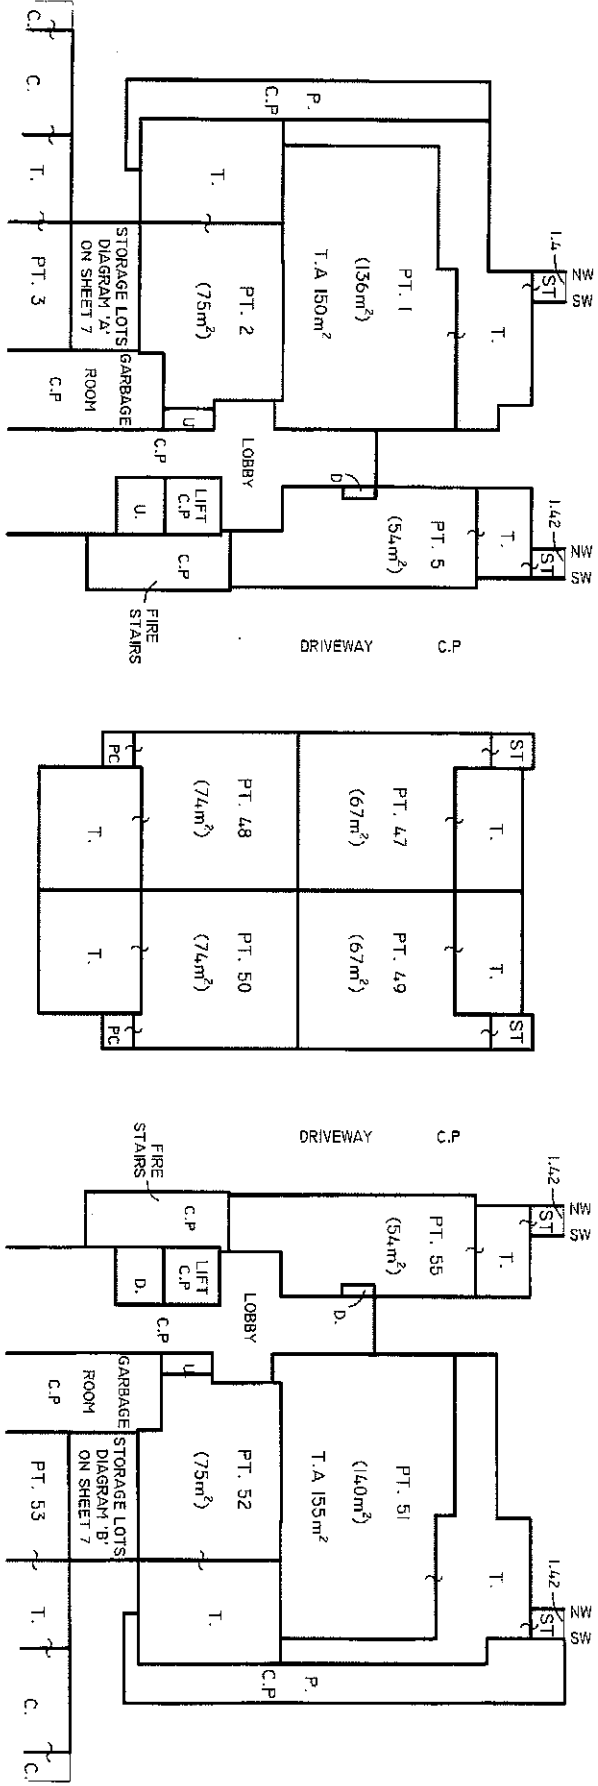 C.
C.
T.
PT. 3
STORAGE LOTS
DIAGRAM 'A'
ON SHEET 7
GARBAGE
ROOM
C.P
P.
C.P
T.
PT. 2
(75m²)
U
PT. 1
(136m²)
T.A 150m²
T.
1.4
NW
ST
SW
LOBBY
C.P
LIFT
C.P
U.
C.P
FIRE
STAIRS
D
PT. 5
(54m²)
T.
1.42
NW
ST
SW
DRIVEWAY C.P
ST
T.
PT. 47
(67m²)
PT. 48
(74m²)
PC
T.
T.
PT. 49
(67m²)
PT. 50
(74m²)
T.
ST
PC
DRIVEWAY C.P
FIRE
STAIRS
C.P
PT. 55
(54m²)
T.
1.42
NW
ST
SW
D.
LIFT
C.P
D.
LOBBY
C.P
GARBAGE
ROOM
C.P
U
PT. 52
(75m²)
PT. 51
(140m²)
T.A 155m²
T.
1.42
NW
ST
SW
STORAGE LOTS
DIAGRAM 'B'
ON SHEET 7
PT. 53
T.
T.
P.
C.P
C.
C.